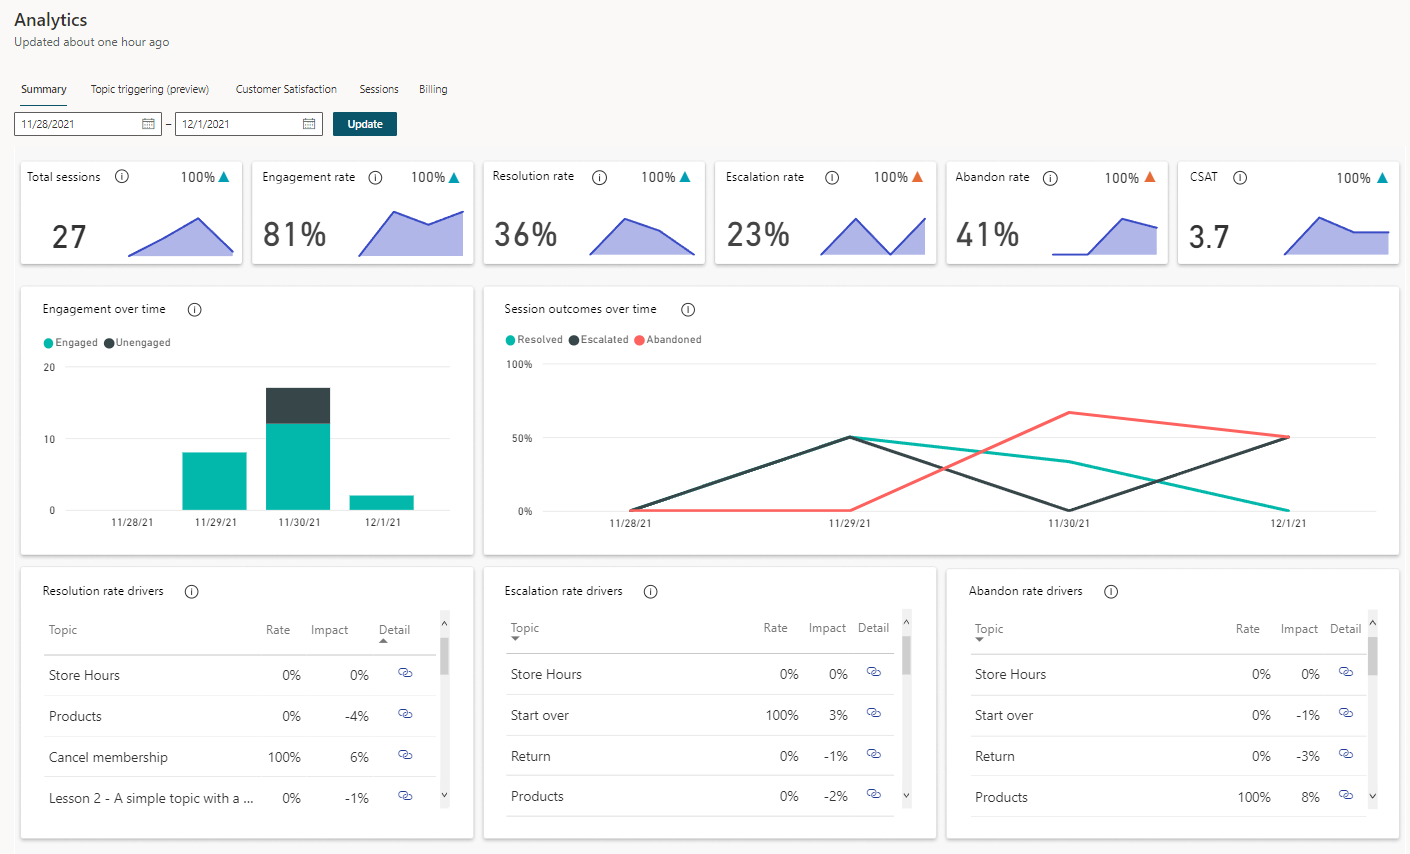 Analytics
Updated about one hour ago
Summary Topic triggering (preview) Customer Satisfaction Sessions Billing
11/28/2021 – 12/1/2021 Update
Total sessions 100%
27
Engagement rate 100%
81%
Resolution rate 100%
36%
Escalation rate 100%
23%
Abandon rate 100%
41%
CSAT 100%
3.7
Engagement over time
Engaged Unengaged
20
10
0
11/28/21 11/29/21 11/30/21 12/1/21
Session outcomes over time
Resolved Escalated Abandoned
100%
50%
0%
11/28/21 11/29/21 11/30/21 12/1/21
Resolution rate drivers
Topic Rate Impact Detail
Store Hours 0% 0%
Products 0% -4%
Cancel membership 100% 6%
Lesson 2 - A simple topic with a ... 0% -1%
Escalation rate drivers
Topic Rate Impact Detail
Store Hours 0% 0%
Start over 100% 3%
Return 0% -1%
Products 0% -2%
Abandon rate drivers
Topic Rate Impact Detail
Store Hours 0% 0%
Start over 0% -1%
Return 0% -3%
Products 100% 8%